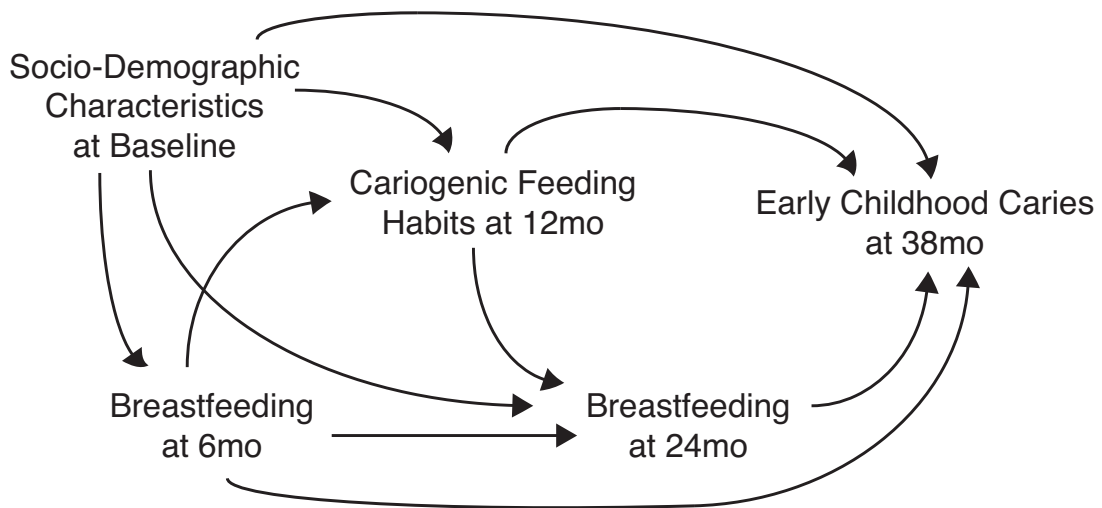 Socio-Demographic
Characteristics
at Baseline
Cariogenic Feeding
Habits at 12mo
Early Childhood Caries
at 38mo
Breastfeeding
at 6mo
Breastfeeding
at 24mo